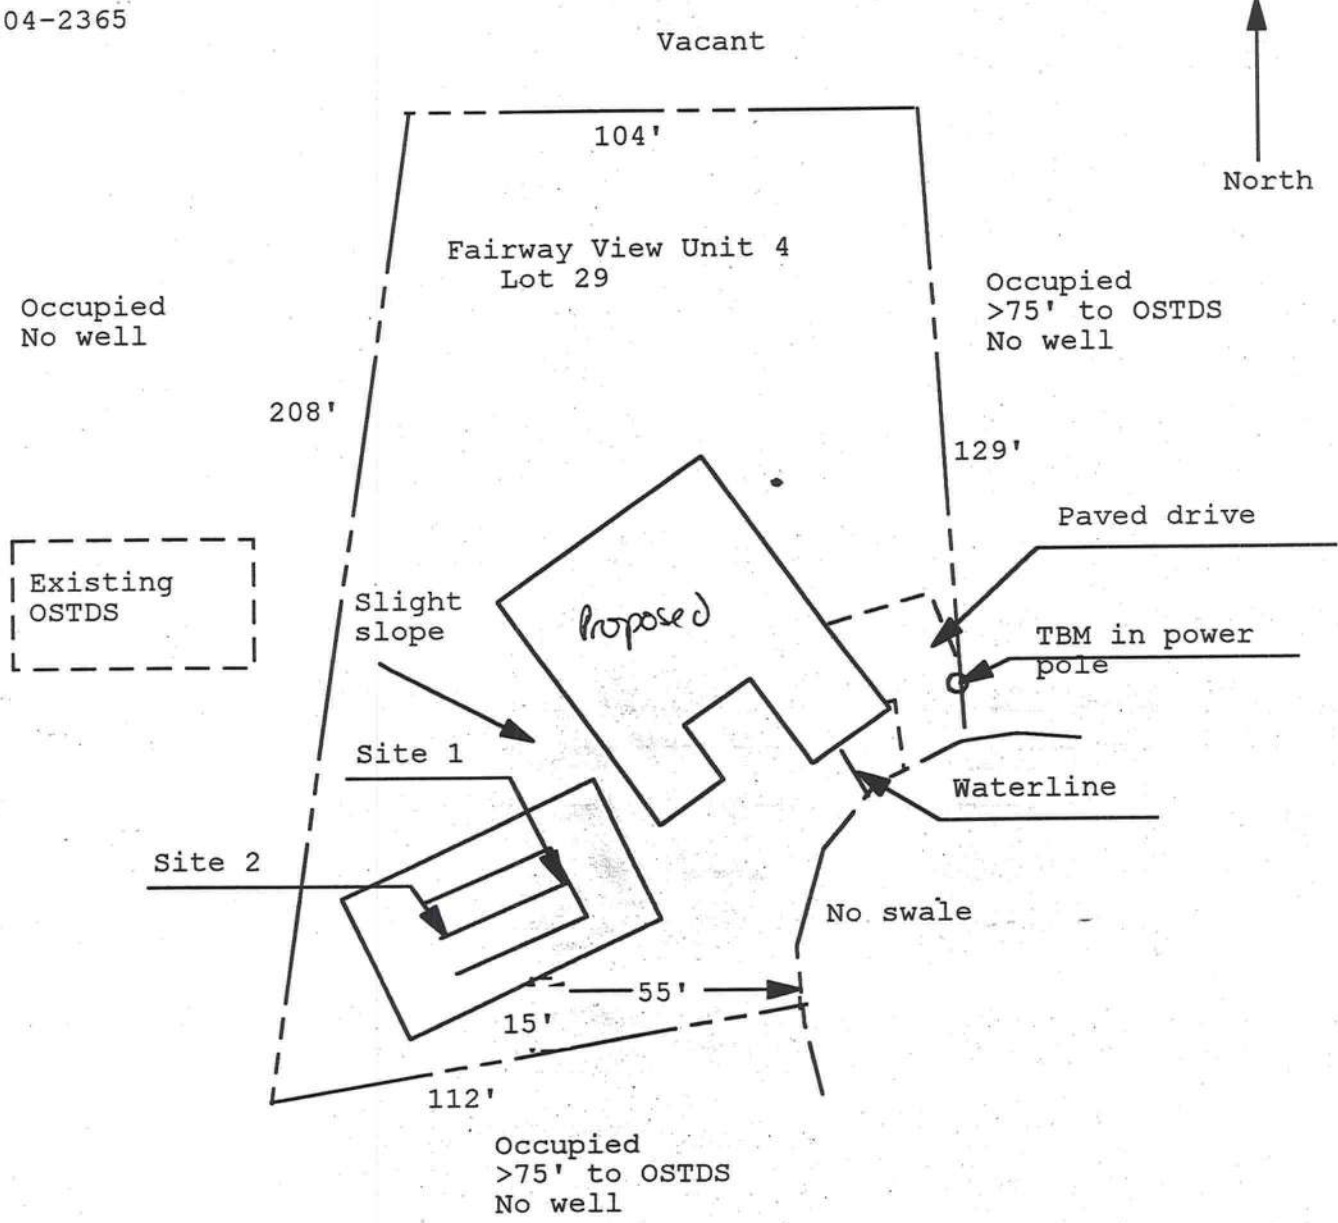 04-2365
Vacant
104'
North
Fairway View Unit 4
Lot 29
Occupied
No well
Occupied
>75' to OSTDS
No well
208'
129'
Paved drive
Existing
OSTDS
Slight
slope
Proposed
TBM in power
pole
Site 1
Waterline
Site 2
No swale
55'
15'
112'
Occupied
>75' to OSTDS
No well